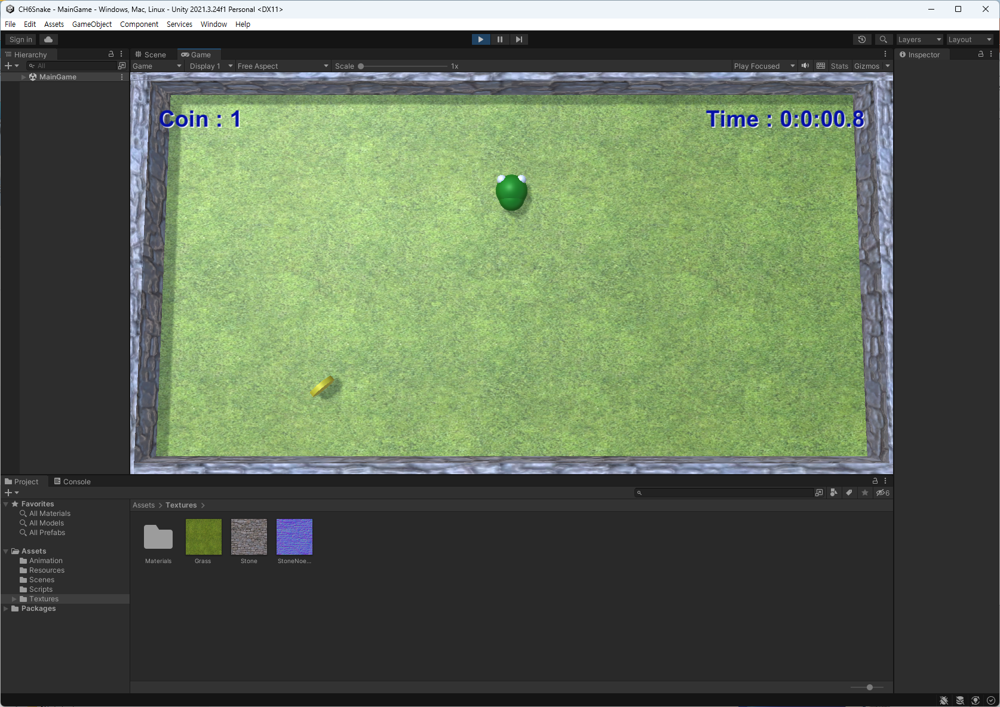 CH6Snake - MainGame - Windows, Mac, Linux - Unity 2021.3.24f1 Personal <DX11>
File Edit Assets GameObject Component Services Window Help
Sign in
Layers Layout
Hierarchy
All
MainGame
Scene Game
Game Display 1 Free Aspect Scale 1x Play Focused Stats Gizmos
Inspector
Coin : 1
Time : 0:0:00.8
Project Console
6
Favorites
All Materials
All Models
All Prefabs
Assets
Animation
Resources
Scenes
Scripts
Textures
Packages
Assets > Textures >
Materials Grass Stone StoneNoe...